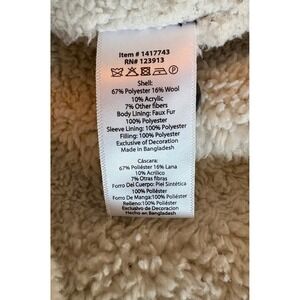 Item # 1417743
RN# 123913
Shell:
67% Polyester 16% Wool
10% Acrylic
7% Other fibers
Body Lining: Faux Fur
100% Polyester
Sleeve Lining: 100% Polyester
Filling: 100% Polyester
Exclusive of Decoration
Made in Bangladesh
Cáscara:
67% Poliéster 16% Lana
10% Acrílico
7% Otras fibras
Forro Del Cuerpo: Piel Sintética
100% Poliéster
Forro De Manga:100% Poliéster
Relleno:100% Poliéster
Exclusivo de Decoración
Hecho en Bangladesh